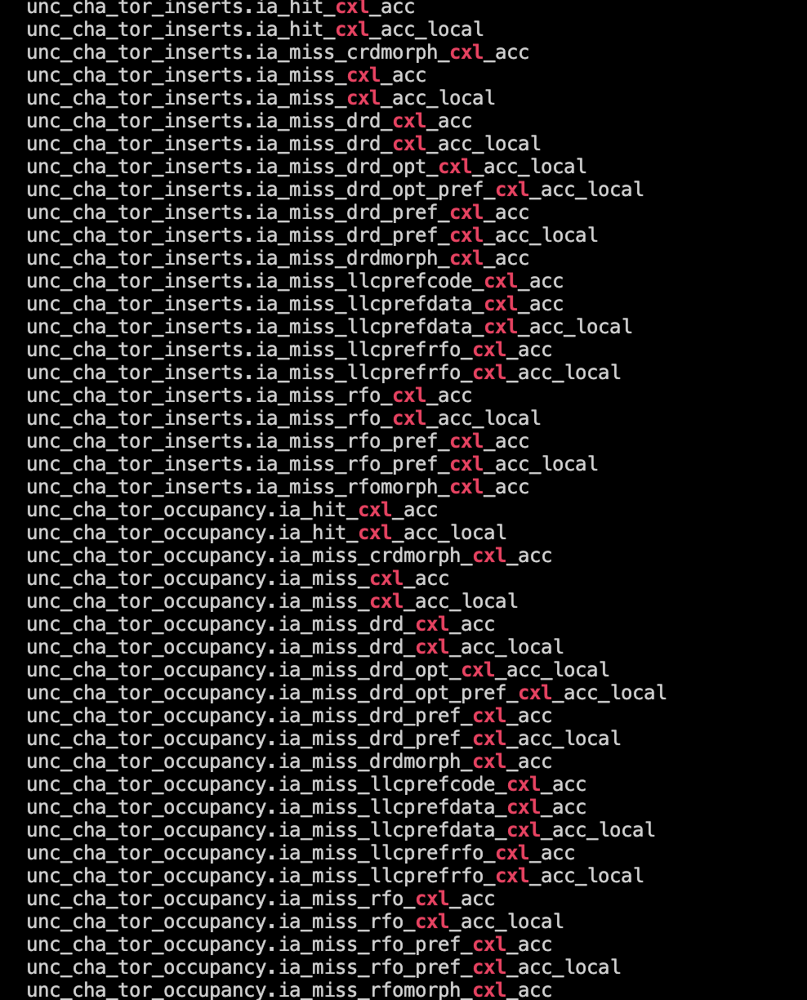 unc_cha_tor_inserts.ia_hit_cxl_acc
unc_cha_tor_inserts.ia_hit_cxl_acc_local
unc_cha_tor_inserts.ia_miss_crdmorph_cxl_acc
unc_cha_tor_inserts.ia_miss_cxl_acc
unc_cha_tor_inserts.ia_miss_cxl_acc_local
unc_cha_tor_inserts.ia_miss_drd_cxl_acc
unc_cha_tor_inserts.ia_miss_drd_cxl_acc_local
unc_cha_tor_inserts.ia_miss_drd_opt_cxl_acc_local
unc_cha_tor_inserts.ia_miss_drd_opt_pref_cxl_acc_local
unc_cha_tor_inserts.ia_miss_drd_pref_cxl_acc
unc_cha_tor_inserts.ia_miss_drd_pref_cxl_acc_local
unc_cha_tor_inserts.ia_miss_drdmorph_cxl_acc
unc_cha_tor_inserts.ia_miss_llcprefcode_cxl_acc
unc_cha_tor_inserts.ia_miss_llcprefdata_cxl_acc
unc_cha_tor_inserts.ia_miss_llcprefdata_cxl_acc_local
unc_cha_tor_inserts.ia_miss_llcprefrfo_cxl_acc
unc_cha_tor_inserts.ia_miss_llcprefrfo_cxl_acc_local
unc_cha_tor_inserts.ia_miss_rfo_cxl_acc
unc_cha_tor_inserts.ia_miss_rfo_cxl_acc_local
unc_cha_tor_inserts.ia_miss_rfo_pref_cxl_acc
unc_cha_tor_inserts.ia_miss_rfo_pref_cxl_acc_local
unc_cha_tor_inserts.ia_miss_rfomorph_cxl_acc
unc_cha_tor_occupancy.ia_hit_cxl_acc
unc_cha_tor_occupancy.ia_hit_cxl_acc_local
unc_cha_tor_occupancy.ia_miss_crdmorph_cxl_acc
unc_cha_tor_occupancy.ia_miss_cxl_acc
unc_cha_tor_occupancy.ia_miss_cxl_acc_local
unc_cha_tor_occupancy.ia_miss_drd_cxl_acc
unc_cha_tor_occupancy.ia_miss_drd_cxl_acc_local
unc_cha_tor_occupancy.ia_miss_drd_opt_cxl_acc_local
unc_cha_tor_occupancy.ia_miss_drd_opt_pref_cxl_acc_local
unc_cha_tor_occupancy.ia_miss_drd_pref_cxl_acc
unc_cha_tor_occupancy.ia_miss_drd_pref_cxl_acc_local
unc_cha_tor_occupancy.ia_miss_drdmorph_cxl_acc
unc_cha_tor_occupancy.ia_miss_llcprefcode_cxl_acc
unc_cha_tor_occupancy.ia_miss_llcprefdata_cxl_acc
unc_cha_tor_occupancy.ia_miss_llcprefdata_cxl_acc_local
unc_cha_tor_occupancy.ia_miss_llcprefrfo_cxl_acc
unc_cha_tor_occupancy.ia_miss_llcprefrfo_cxl_acc_local
unc_cha_tor_occupancy.ia_miss_rfo_cxl_acc
unc_cha_tor_occupancy.ia_miss_rfo_cxl_acc_local
unc_cha_tor_occupancy.ia_miss_rfo_pref_cxl_acc
unc_cha_tor_occupancy.ia_miss_rfo_pref_cxl_acc_local
unc_cha_tor_occupancy.ia_miss_rfomorph_cxl_acc